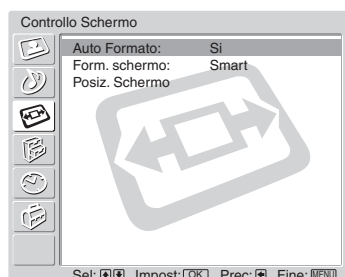 Controllo Schermo
Auto Formato: Si
Form. schermo: Smart
Posiz. Schermo
Sel: Impost: OK Prec: Fine: MENU